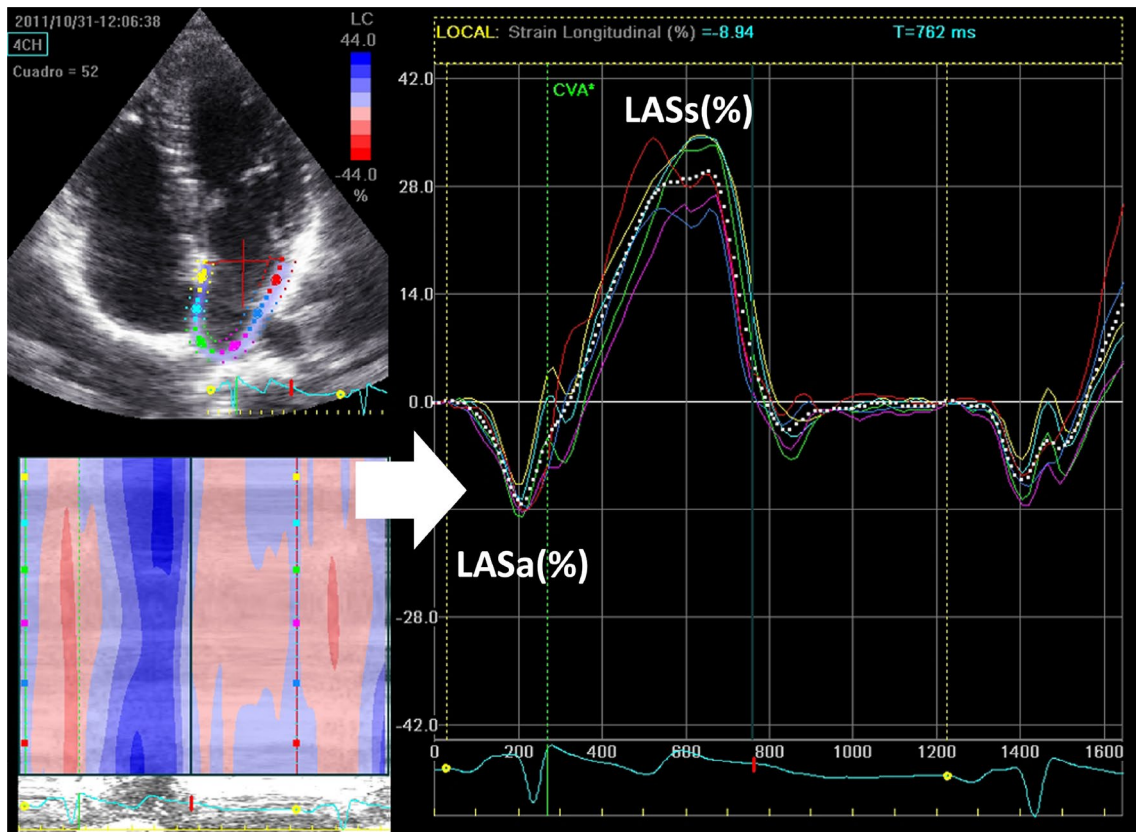 2011/10/31-12:06:38
4CH
Cuadro = 52
LC
44.0
-44.0
%
LOCAL: Strain Longitudinal (%) =-8.94 T=762 ms
CVA*
LASs(%)
LASa(%)
42.0
28.0
14.0
0.0
-28.0
-42.0
0 200 400 600 800 1000 1200 1400 1600